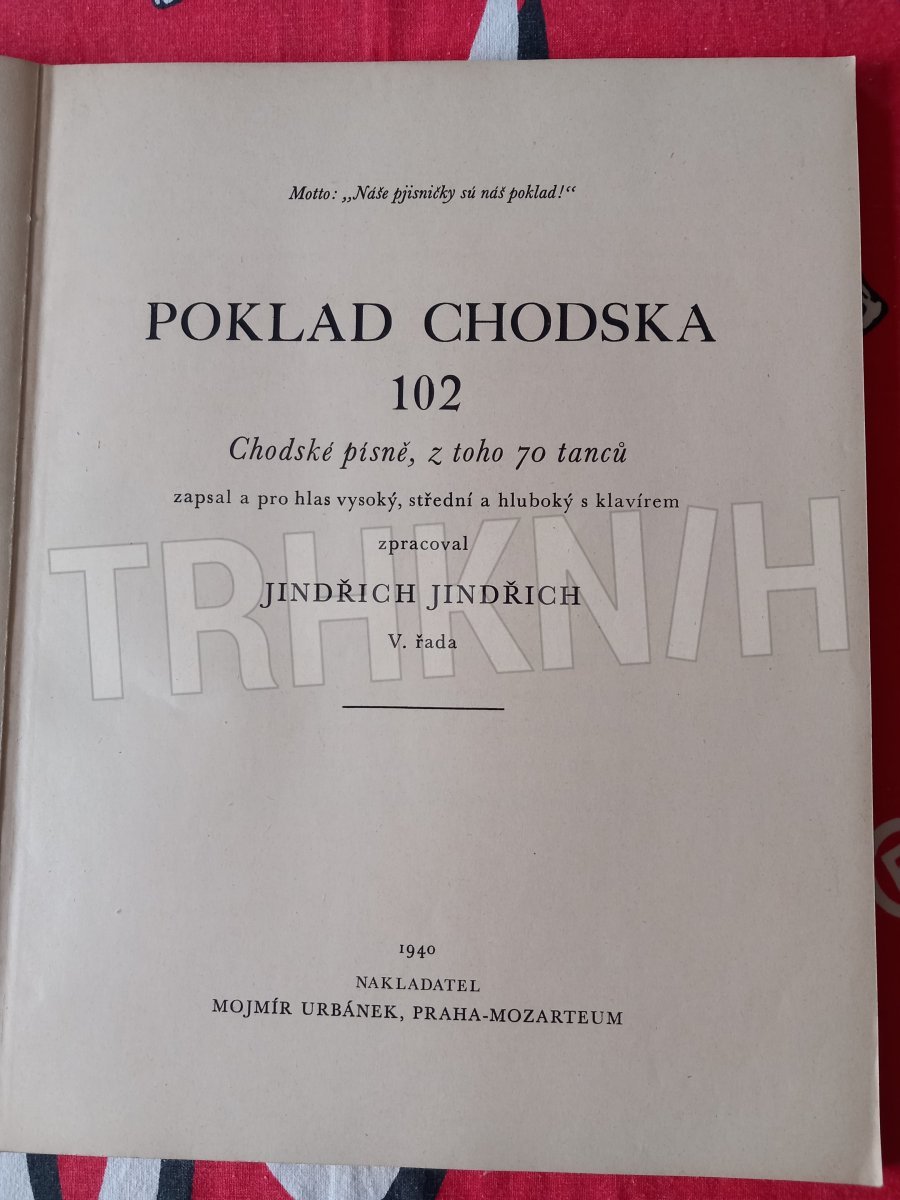 Motto: „Náše pjisničky sú náš poklad!“
POKLAD CHODSKA
102
Chodské písně, z toho 70 tanců
zapsal a pro hlas vysoký, střední a hluboký s klavírem
zpracoval
JINDŘICH JINDŘICH
V. řada
TRHKNIH
1940
NAKLADATEL
MOJMÍR URBÁNEK, PRAHA-MOZARTEUM